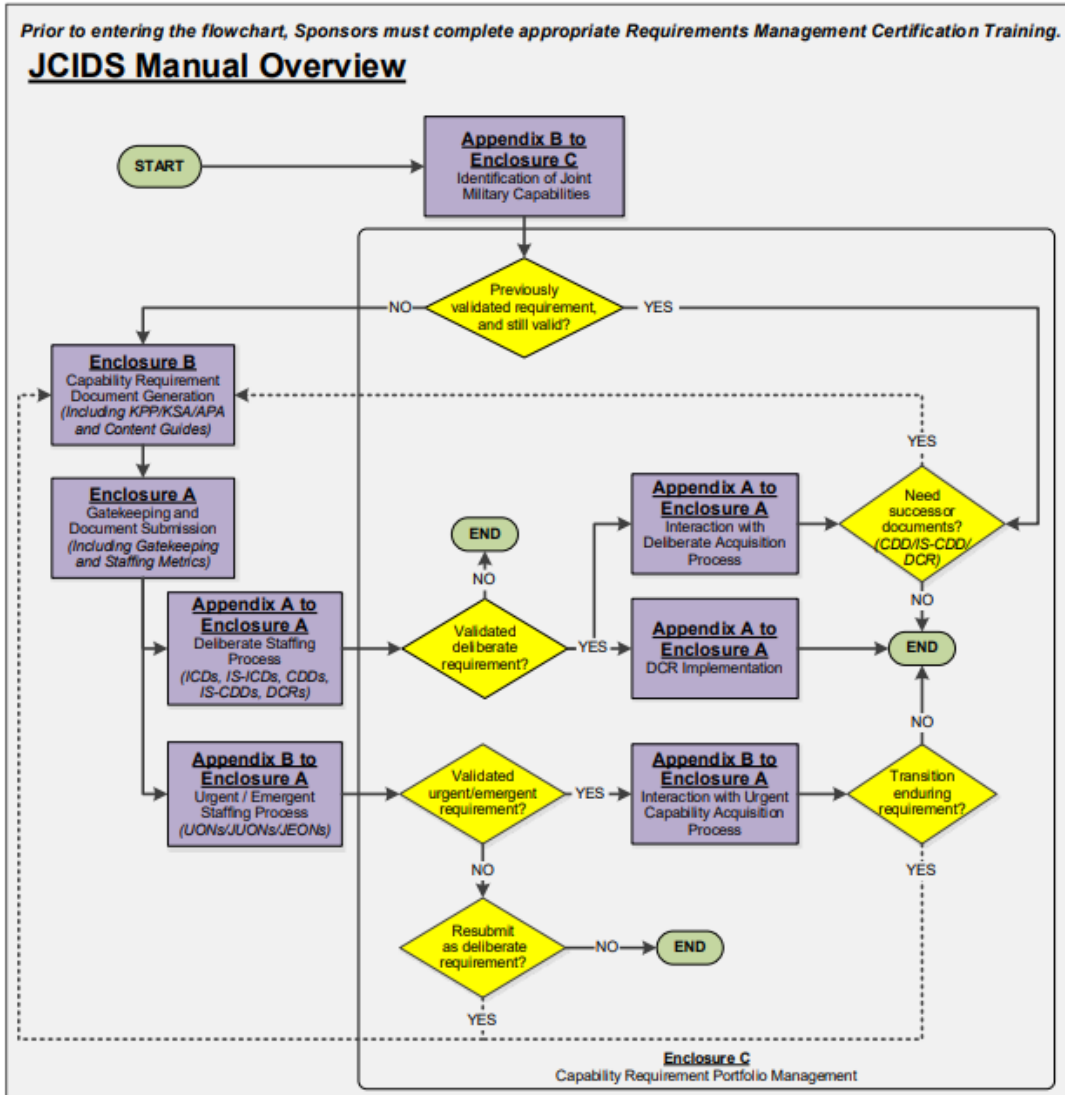 Prior to entering the flowchart, Sponsors must complete appropriate Requirements Management Certification Training.
JCIDS Manual Overview
START
Appendix B to
Enclosure C
Identification of Joint
Military Capabilities
Previously
validated requirement,
and still valid?
NO
YES
Enclosure B
Capability Requirement
Document Generation
(Including KPP/KSA/APA
and Content Guides)
YES
Enclosure A
Gatekeeping and
Document Submission
(Including Gatekeeping
and Staffing Metrics)
END
NO
Appendix A to
Enclosure A
Interaction with
Deliberate Acquisition
Process
Need
successor
documents?
(CDD/IS-CDD/
DCR)
NO
Appendix A to
Enclosure A
Deliberate Staffing
Process
(ICDs, IS-ICDs, CDDs,
IS-CDDs, DCRs)
Validated
deliberate
requirement?
YES
Appendix A to
Enclosure A
DCR Implementation
END
NO
Appendix B to
Enclosure A
Urgent / Emergent
Staffing Process
(UONs/JUONs/JEONs)
Validated
urgent/emergent
requirement?
YES
Appendix B to
Enclosure A
Interaction with Urgent
Capability Acquisition
Process
Transition
enduring
requirement?
YES
NO
Resubmit
as deliberate
requirement?
NO
END
YES
Enclosure C
Capability Requirement Portfolio Management